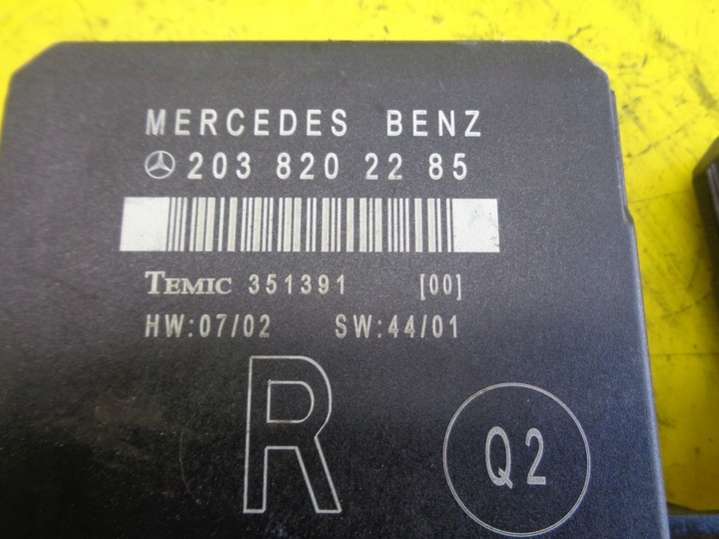 MERCEDES BENZ
203 820 22 85
TEMIC 351391 [00]
HW:07/02 SW:44/01
R
Q2